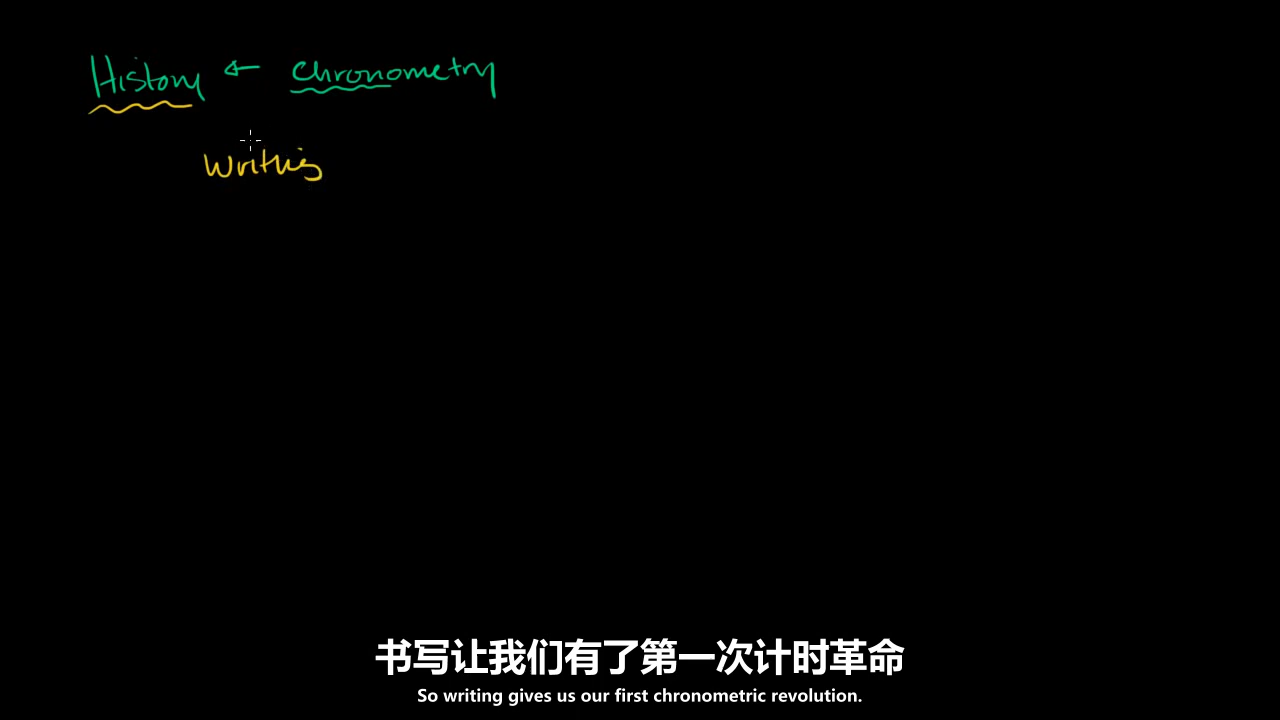 History ← chronometry
Writing
书写让我们有了第一次计时革命
So writing gives us our first chronometric revolution.